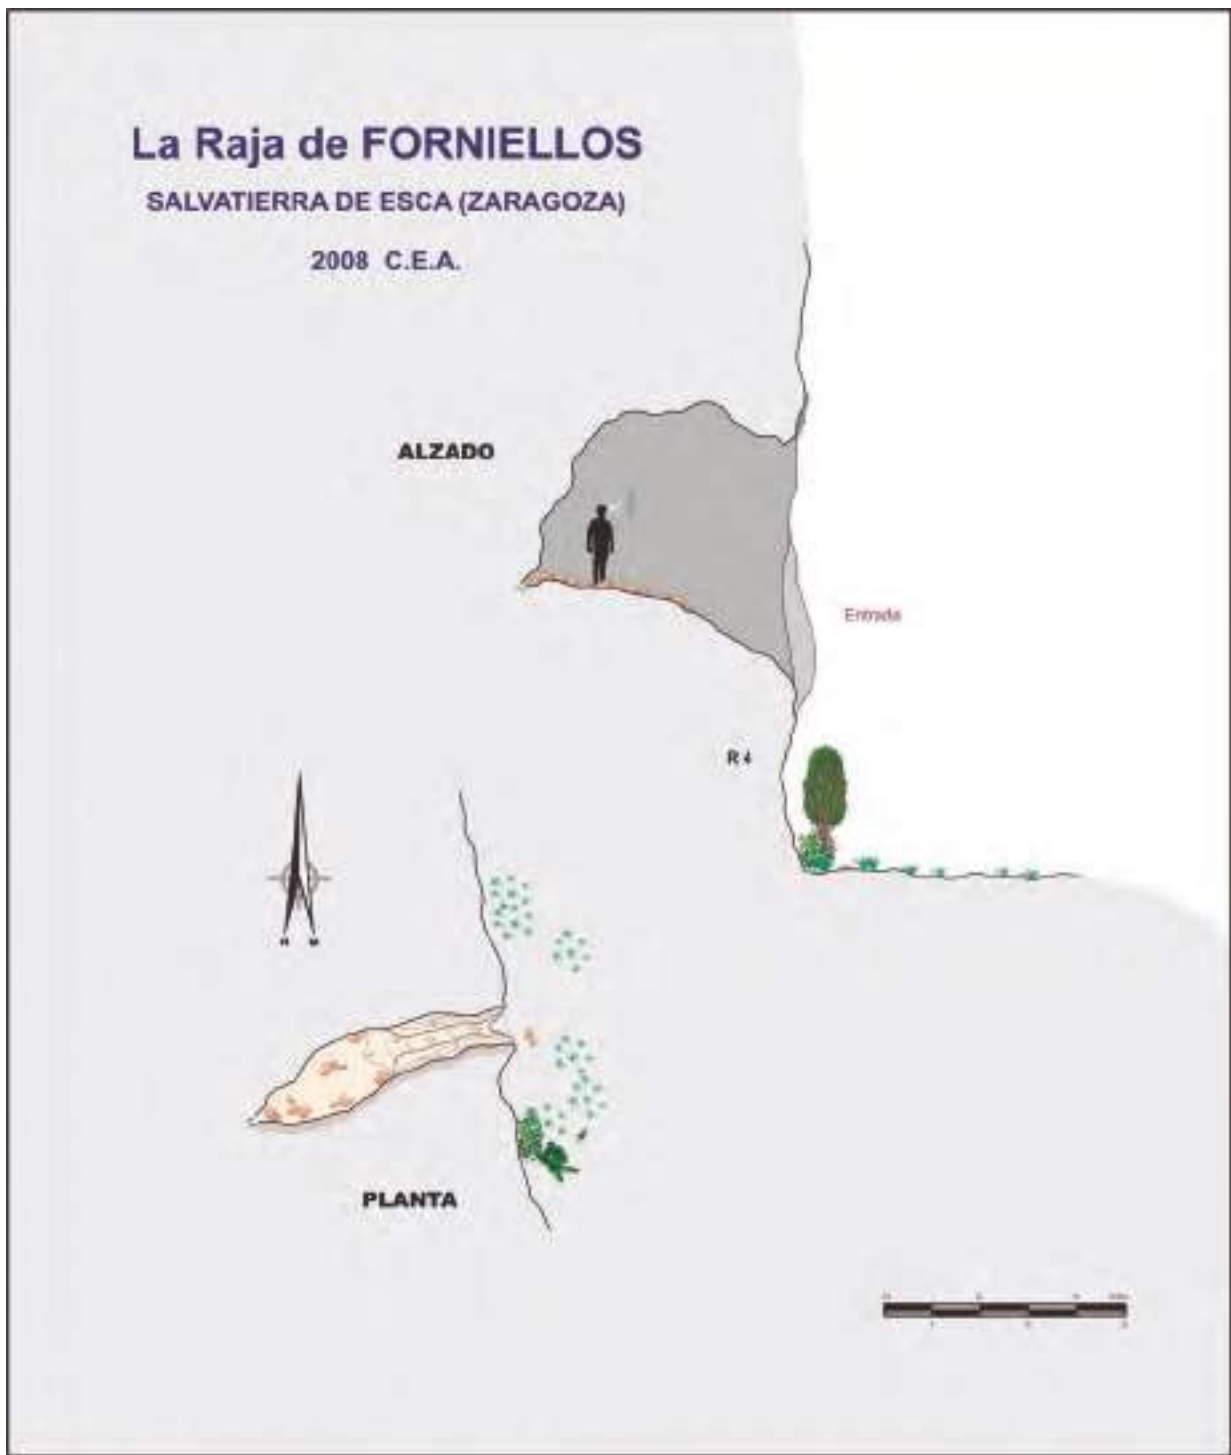 La Raja de FORNIELLOS
SALVATIERRA DE ESCA (ZARAGOZA)
2008 C.E.A.
ALZADO
Entrada
R 4
PLANTA